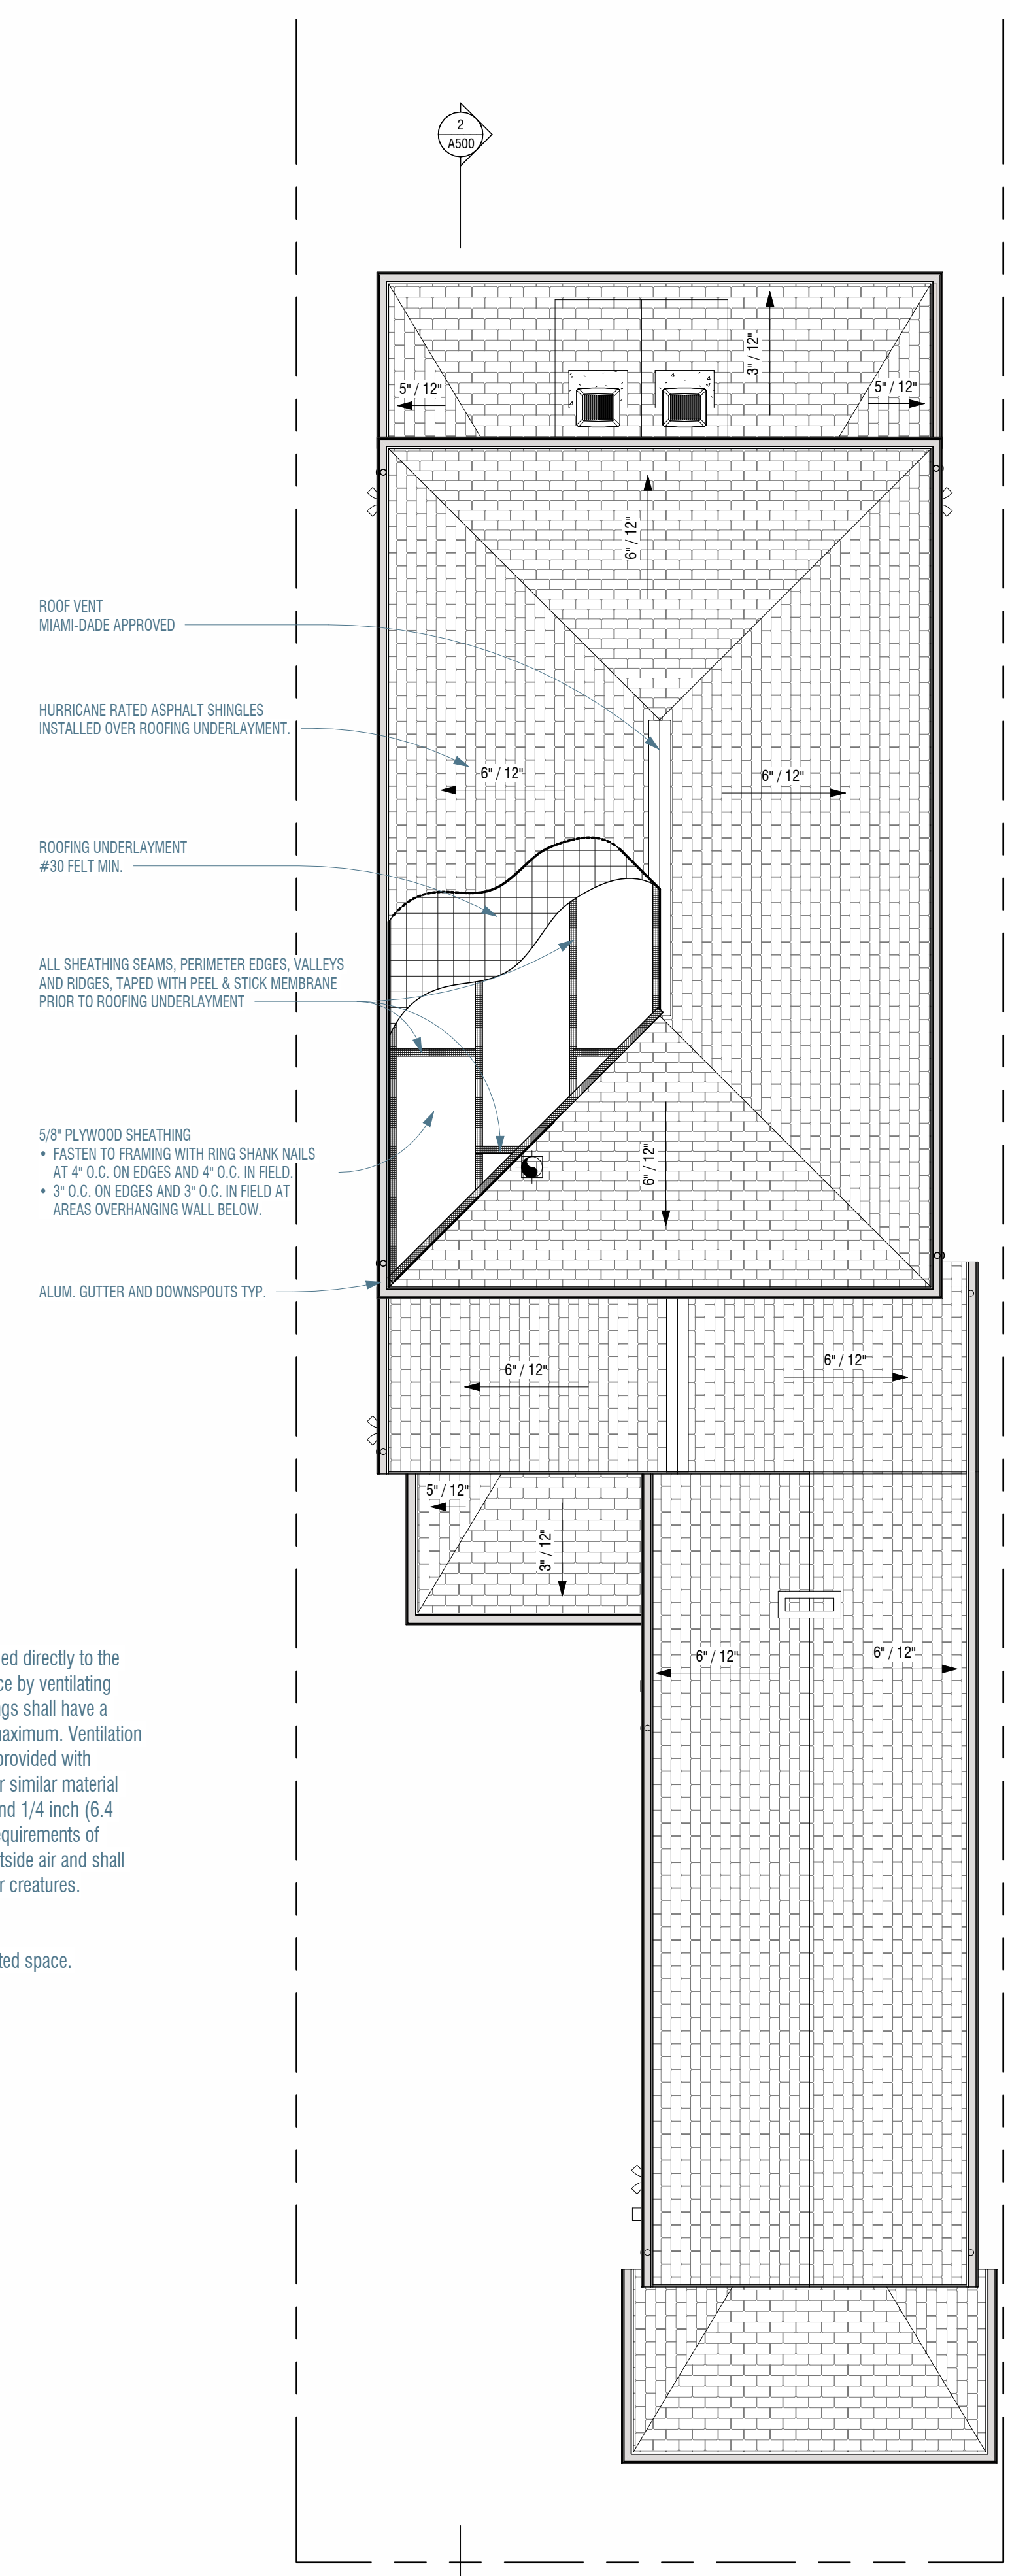 2
A500
3" / 12"
5" / 12"
5" / 12"
6" / 12"
ROOF VENT
MIAMI-DADE APPROVED
HURRICANE RATED ASPHALT SHINGLES
INSTALLED OVER ROOFING UNDERLAYMENT.
6" / 12"
6" / 12"
ROOFING UNDERLAYMENT
#30 FELT MIN.
ALL SHEATHING SEAMS, PERIMETER EDGES, VALLEYS
AND RIDGES, TAPED WITH PEEL & STICK MEMBRANE
PRIOR TO ROOFING UNDERLAYMENT
5/8" PLYWOOD SHEATHING
• FASTEN TO FRAMING WITH RING SHANK NAILS
AT 4" O.C. ON EDGES AND 4" O.C. IN FIELD.
• 3" O.C. ON EDGES AND 3" O.C. IN FIELD AT
AREAS OVERHANGING WALL BELOW.
6" / 12"
ALUM. GUTTER AND DOWNSPOUTS TYP.
6" / 12"
6" / 12"
5" / 12"
3" / 12"
6" / 12"
6" / 12"
ed directly to the
ce by ventilating
ngs shall have a
naximum. Ventilation
provided with
r similar material
nd 1/4 inch (6.4
equirements of
tside air and shall
r creatures.
ted space.